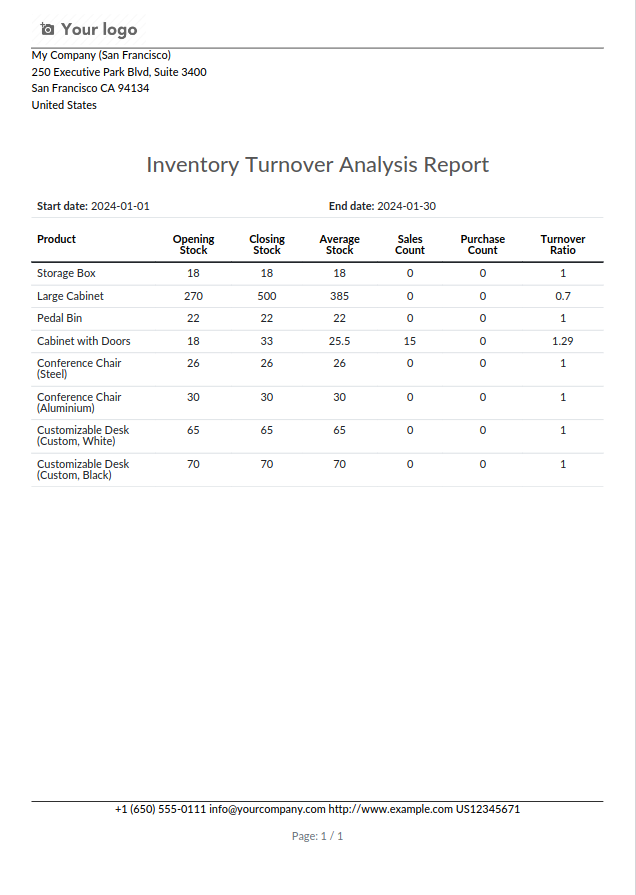 Your logo
My Company (San Francisco)
250 Executive Park Blvd, Suite 3400
San Francisco CA 94134
United States
Inventory Turnover Analysis Report
Start date: 2024-01-01 End date: 2024-01-30
Product Opening Stock Closing Stock Average Stock Sales Count Purchase Count Turnover Ratio
Storage Box 18 18 18 0 0 1
Large Cabinet 270 500 385 0 0 0.7
Pedal Bin 22 22 22 0 0 1
Cabinet with Doors 18 33 25.5 15 0 1.29
Conference Chair (Steel) 26 26 26 0 0 1
Conference Chair (Aluminium) 30 30 30 0 0 1
Customizable Desk (Custom, White) 65 65 65 0 0 1
Customizable Desk (Custom, Black) 70 70 70 0 0 1
+1 (650) 555-0111 info@yourcompany.com http://www.example.com US12345671
Page: 1 / 1